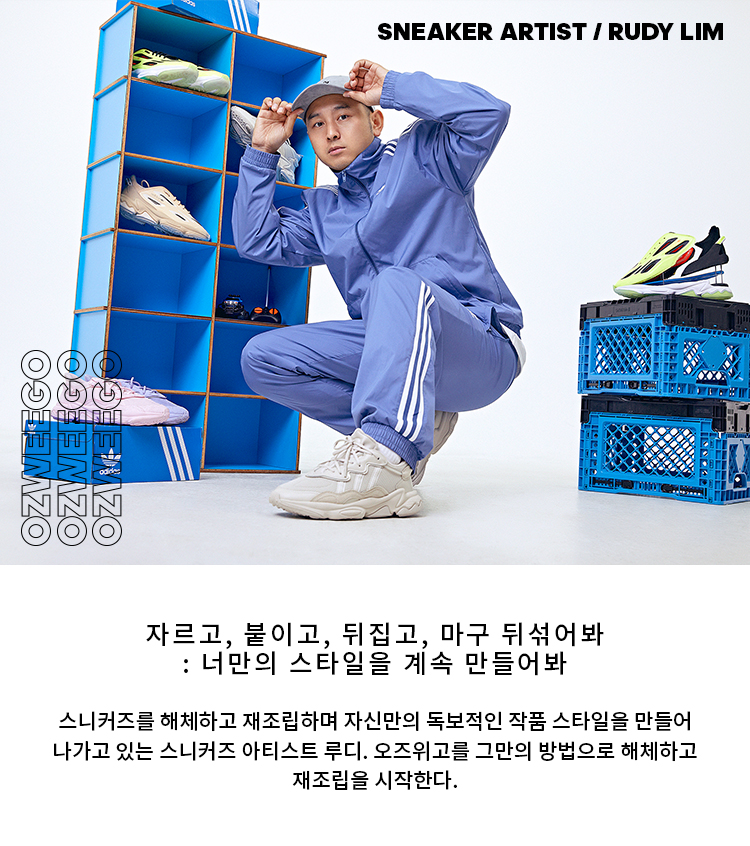 SNEAKER ARTIST / RUDY LIM
OZWEEGO
OZWEEGO
OZWEEGO
adidas
자르고, 붙이고, 뒤집고, 마구 뒤섞어봐
: 너만의 스타일을 계속 만들어봐
스니커즈를 해체하고 재조립하며 자신만의 독보적인 작품 스타일을 만들어
나가고 있는 스니커즈 아티스트 루디. 오즈위고를 그만의 방법으로 해체하고
재조립을 시작한다.